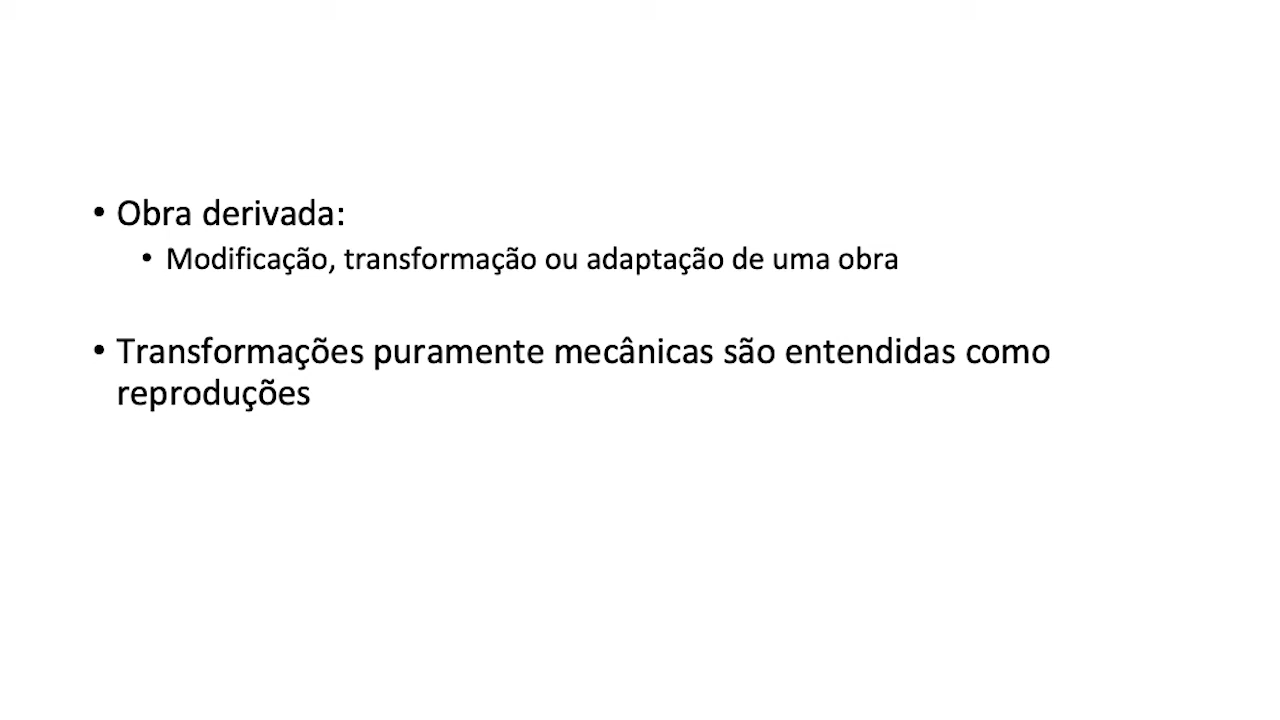 • Obra derivada:
• Modificação, transformação ou adaptação de uma obra
• Transformações puramente mecânicas são entendidas como
reproduções